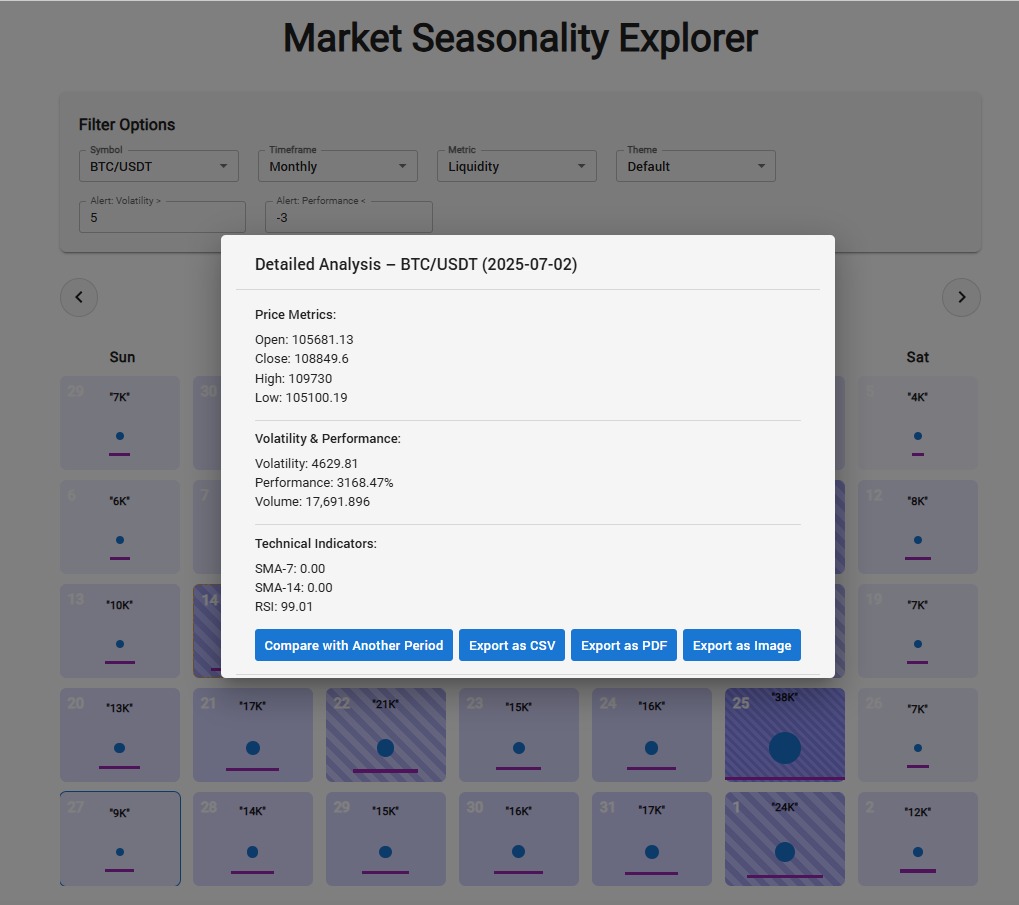 Market Seasonality Explorer
Filter Options
Symbol
Timeframe
Metric
Theme
BTC/USDT
Monthly
Liquidity
Default
Alert: Volatility >
Alert: Performance <
5
-3
Detailed Analysis – BTC/USDT (2025-07-02)
Price Metrics:
Open: 105681.13
Close: 108849.6
High: 109730
Low: 105100.19
Volatility & Performance:
Volatility: 4629.81
Performance: 3168.47%
Volume: 17,691.896
Technical Indicators:
SMA-7: 0.00
SMA-14: 0.00
RSI: 99.01
Compare with Another Period
Export as CSV
Export as PDF
Export as Image
Sun
Sat
29
"7K"
30
5
"4K"
6
"6K"
7
12
"8K"
13
"10K"
14
19
"7K"
20
"13K"
21
"17K"
22
"21K"
23
"15K"
24
"16K"
25
"38K"
26
"7K"
27
"9K"
28
"14K"
29
"15K"
30
"16K"
31
"17K"
1
"24K"
2
"12K"